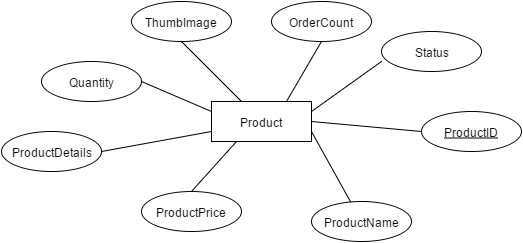 ThumbImage
OrderCount
Status
Quantity
Product
ProductID
ProductDetails
ProductPrice
ProductName